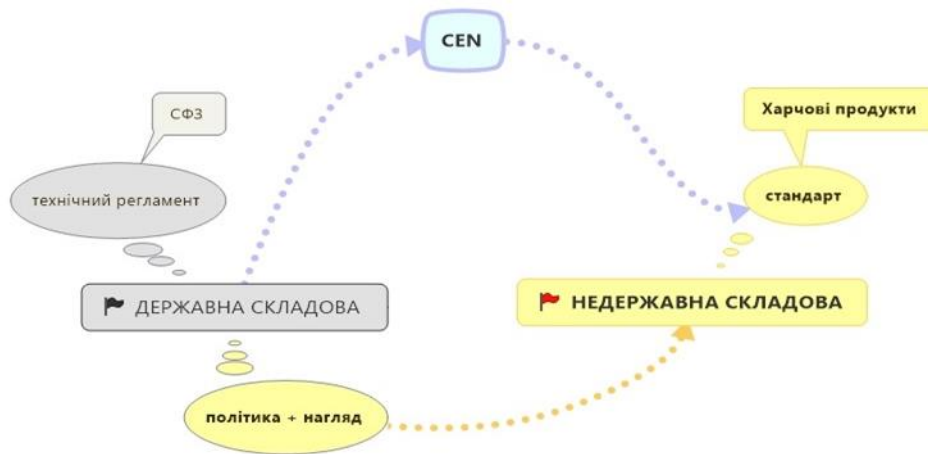 CEN
СФЗ
Харчові продукти
технічний регламент
стандарт
ДЕРЖАВНА СКЛАДОВА
НЕДЕРЖАВНА СКЛАДОВА
політика + нагляд